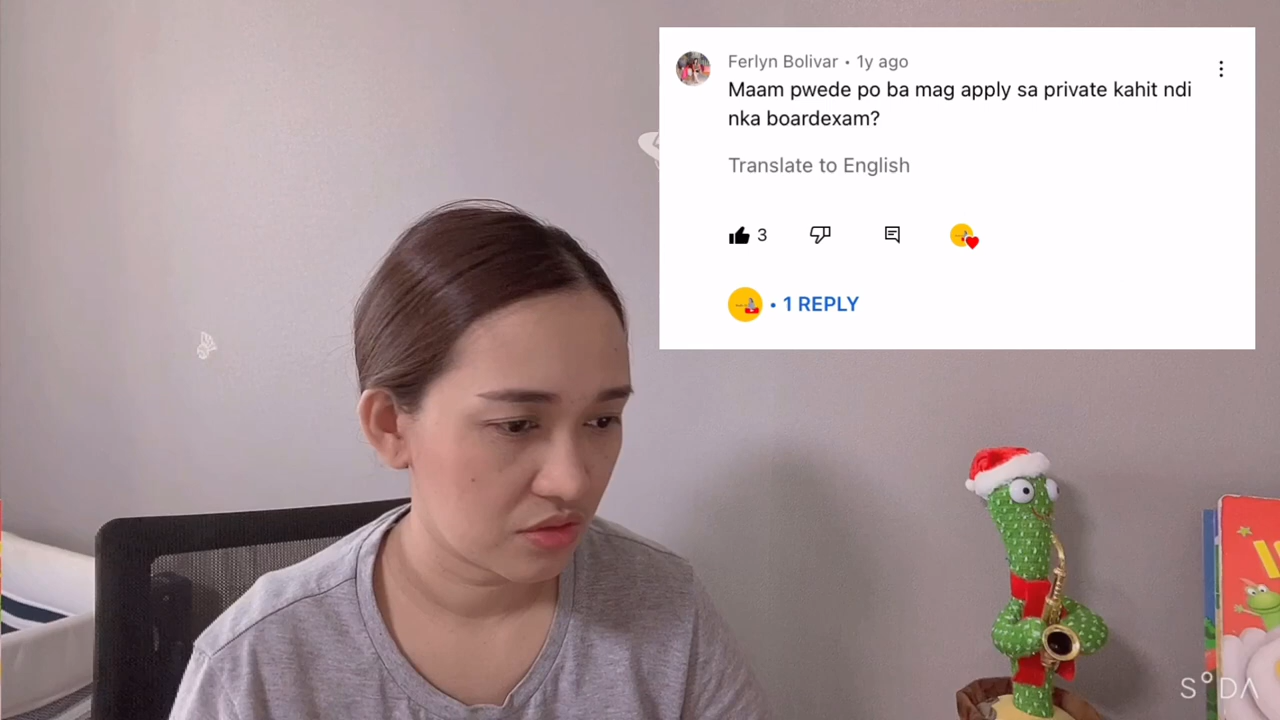 Ferlyn Bolivar • 1y ago
Maam pwede po ba mag apply sa private kahit ndi
nka boardexam?
Translate to English
3
• 1 REPLY
SODA